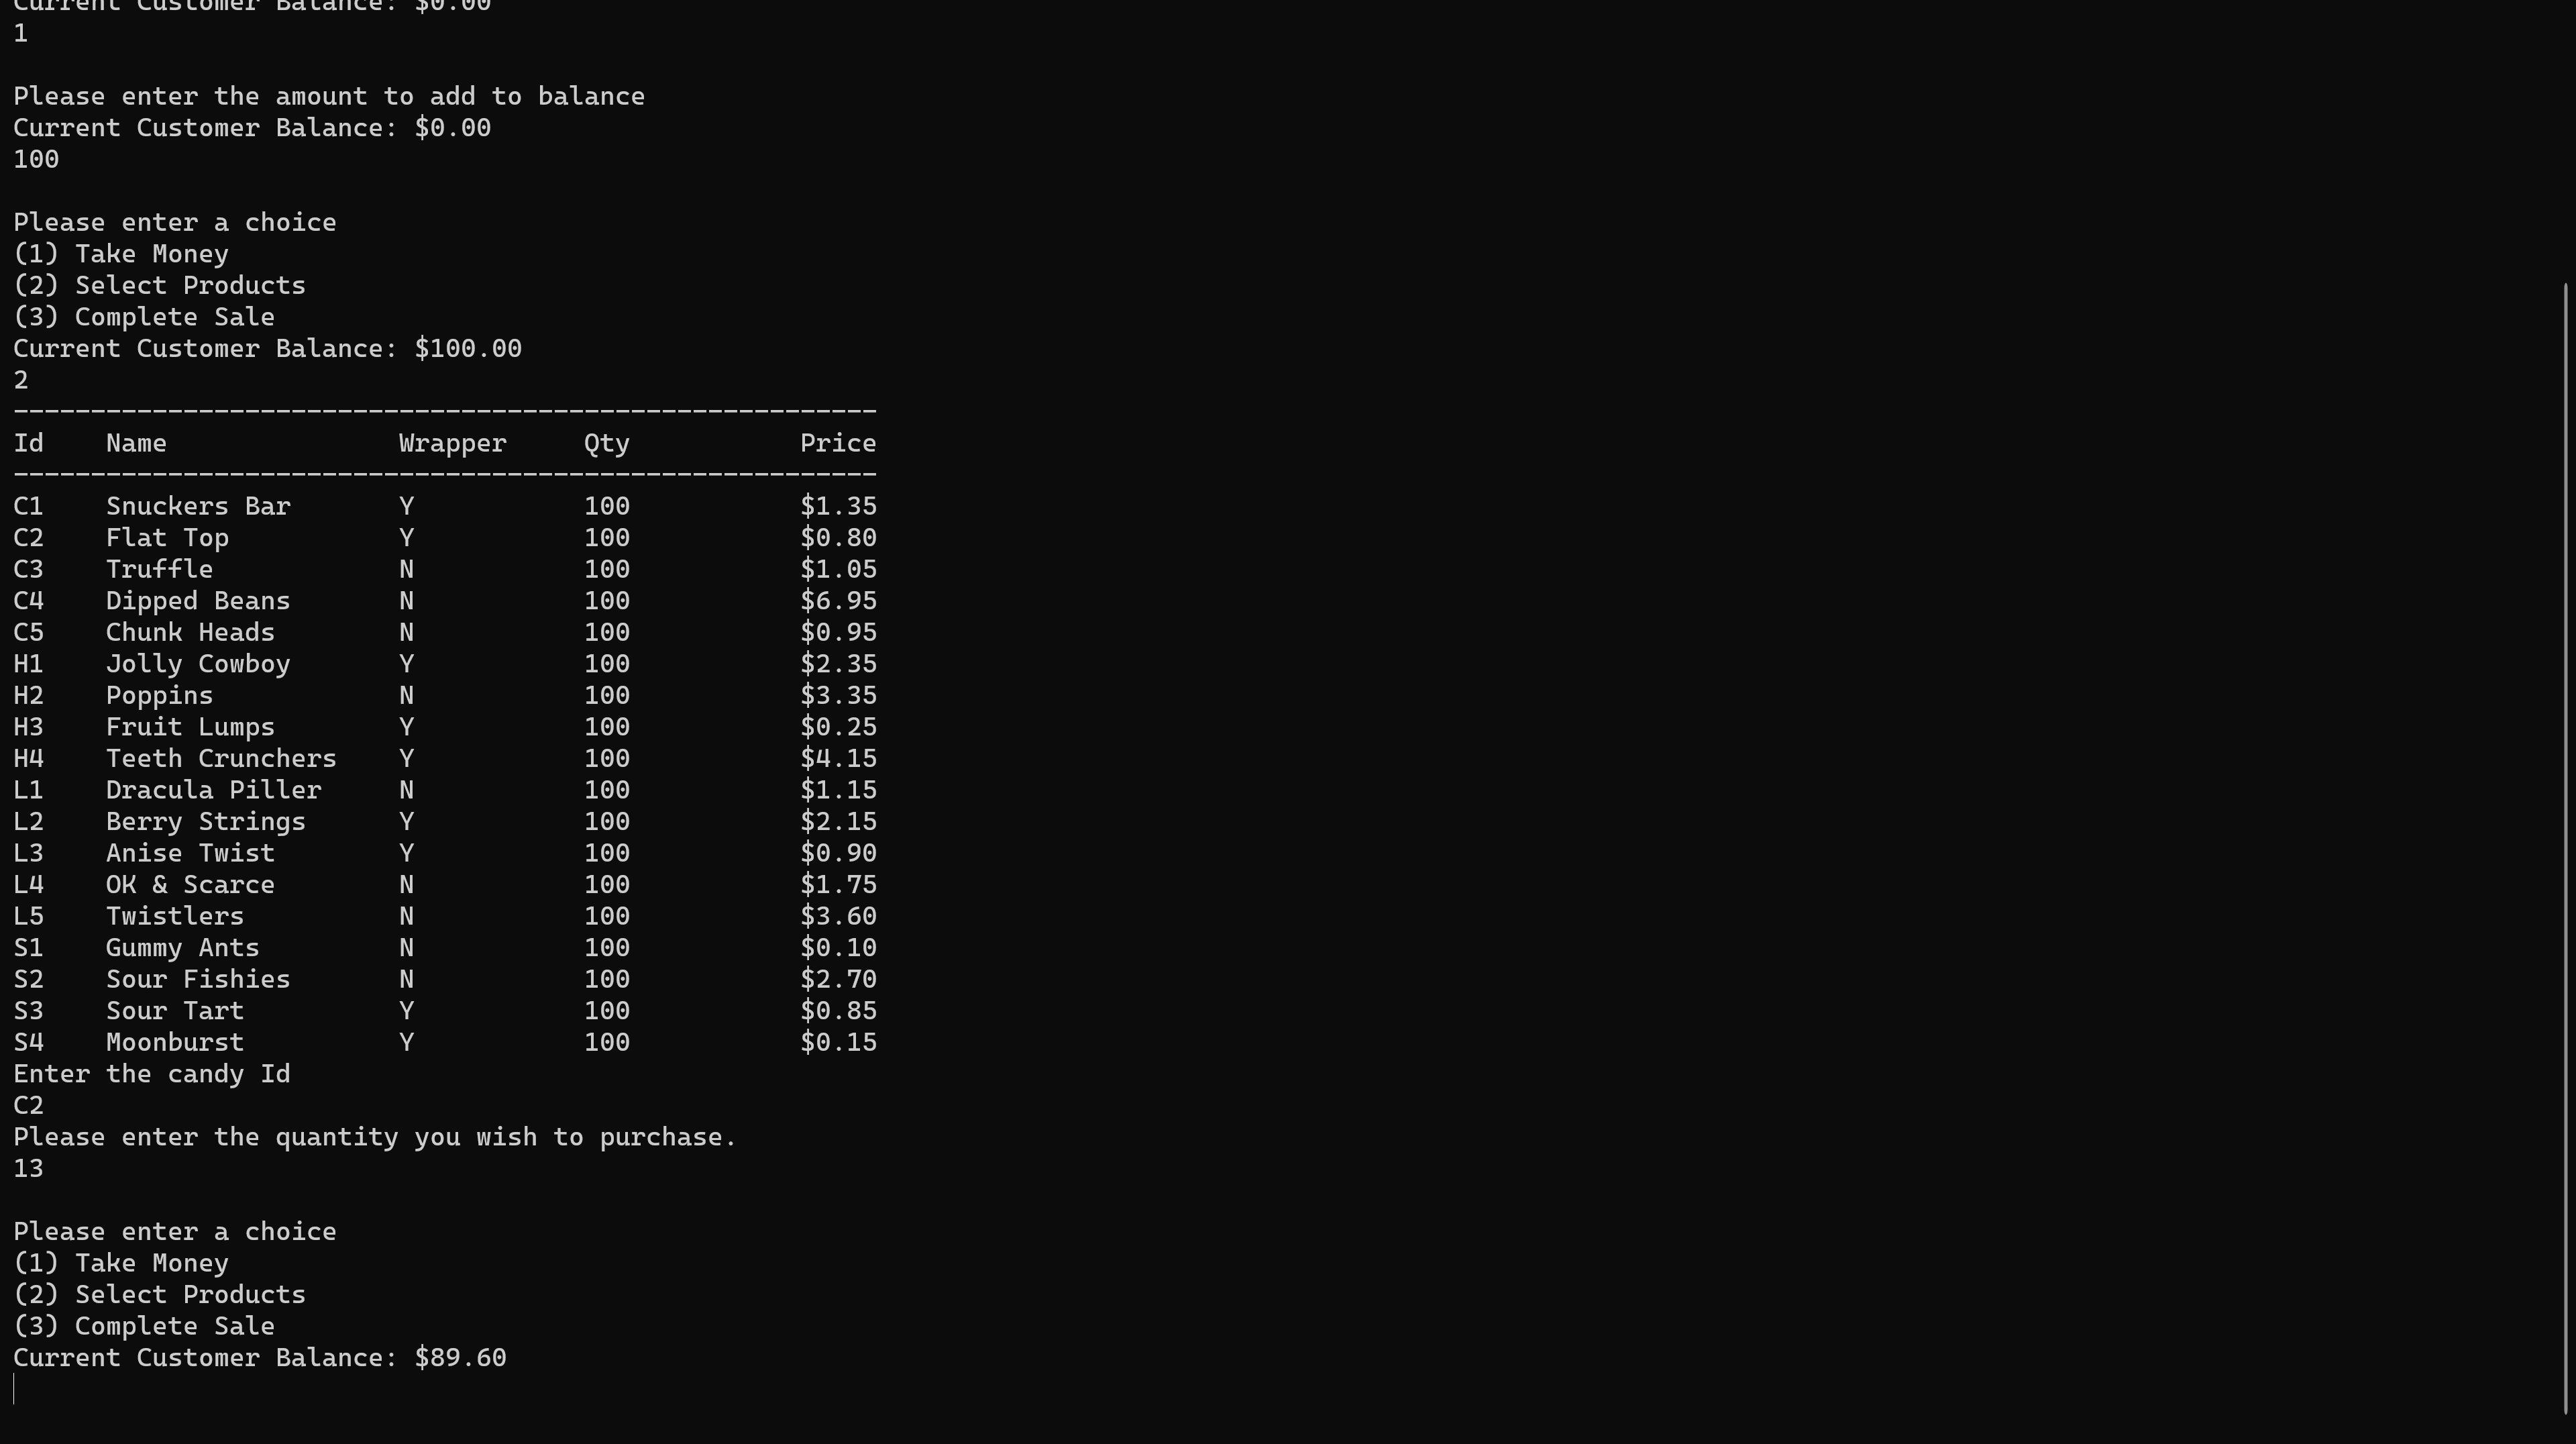 Current Customer Balance: $0.00
1
Please enter the amount to add to balance
Current Customer Balance: $0.00
100
Please enter a choice
(1) Take Money
(2) Select Products
(3) Complete Sale
Current Customer Balance: $100.00
2
--------------------------------------------------------
Id Name Wrapper Qty Price
--------------------------------------------------------
C1 Snuckers Bar Y 100 $1.35
C2 Flat Top Y 100 $0.80
C3 Truffle N 100 $1.05
C4 Dipped Beans N 100 $6.95
C5 Chunk Heads N 100 $0.95
H1 Jolly Cowboy Y 100 $2.35
H2 Poppins N 100 $3.35
H3 Fruit Lumps Y 100 $0.25
H4 Teeth Crunchers Y 100 $4.15
L1 Dracula Piller N 100 $1.15
L2 Berry Strings Y 100 $2.15
L3 Anise Twist Y 100 $0.90
L4 OK & Scarce N 100 $1.75
L5 Twistlers N 100 $3.60
S1 Gummy Ants N 100 $0.10
S2 Sour Fishies N 100 $2.70
S3 Sour Tart Y 100 $0.85
S4 Moonburst Y 100 $0.15
Enter the candy Id
C2
Please enter the quantity you wish to purchase.
13
Please enter a choice
(1) Take Money
(2) Select Products
(3) Complete Sale
Current Customer Balance: $89.60